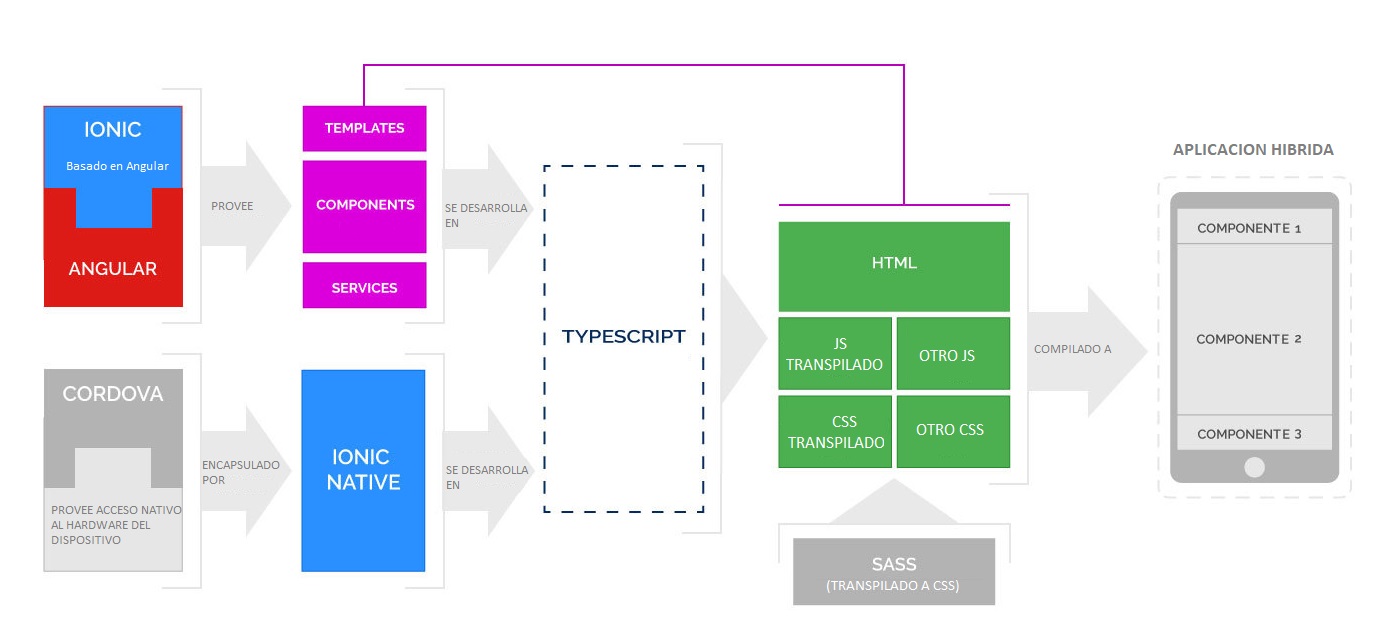 IONIC
Basado en Angular
ANGULAR
PROVEE
TEMPLATES
COMPONENTS
SERVICES
SE DESARROLLA
EN
CORDOVA
PROVEE ACCESO NATIVO
AL HARDWARE DEL
DISPOSITIVO
ENCAPSULADO
POR
IONIC
NATIVE
SE DESARROLLA
EN
TYPESCRIPT
HTML
JS
TRANSPILADO
OTRO JS
CSS
TRANSPILADO
OTRO CSS
SASS
(TRANSPILADO A CSS)
COMPILADO A
APLICACION HIBRIDA
COMPONENTE 1
COMPONENTE 2
COMPONENTE 3